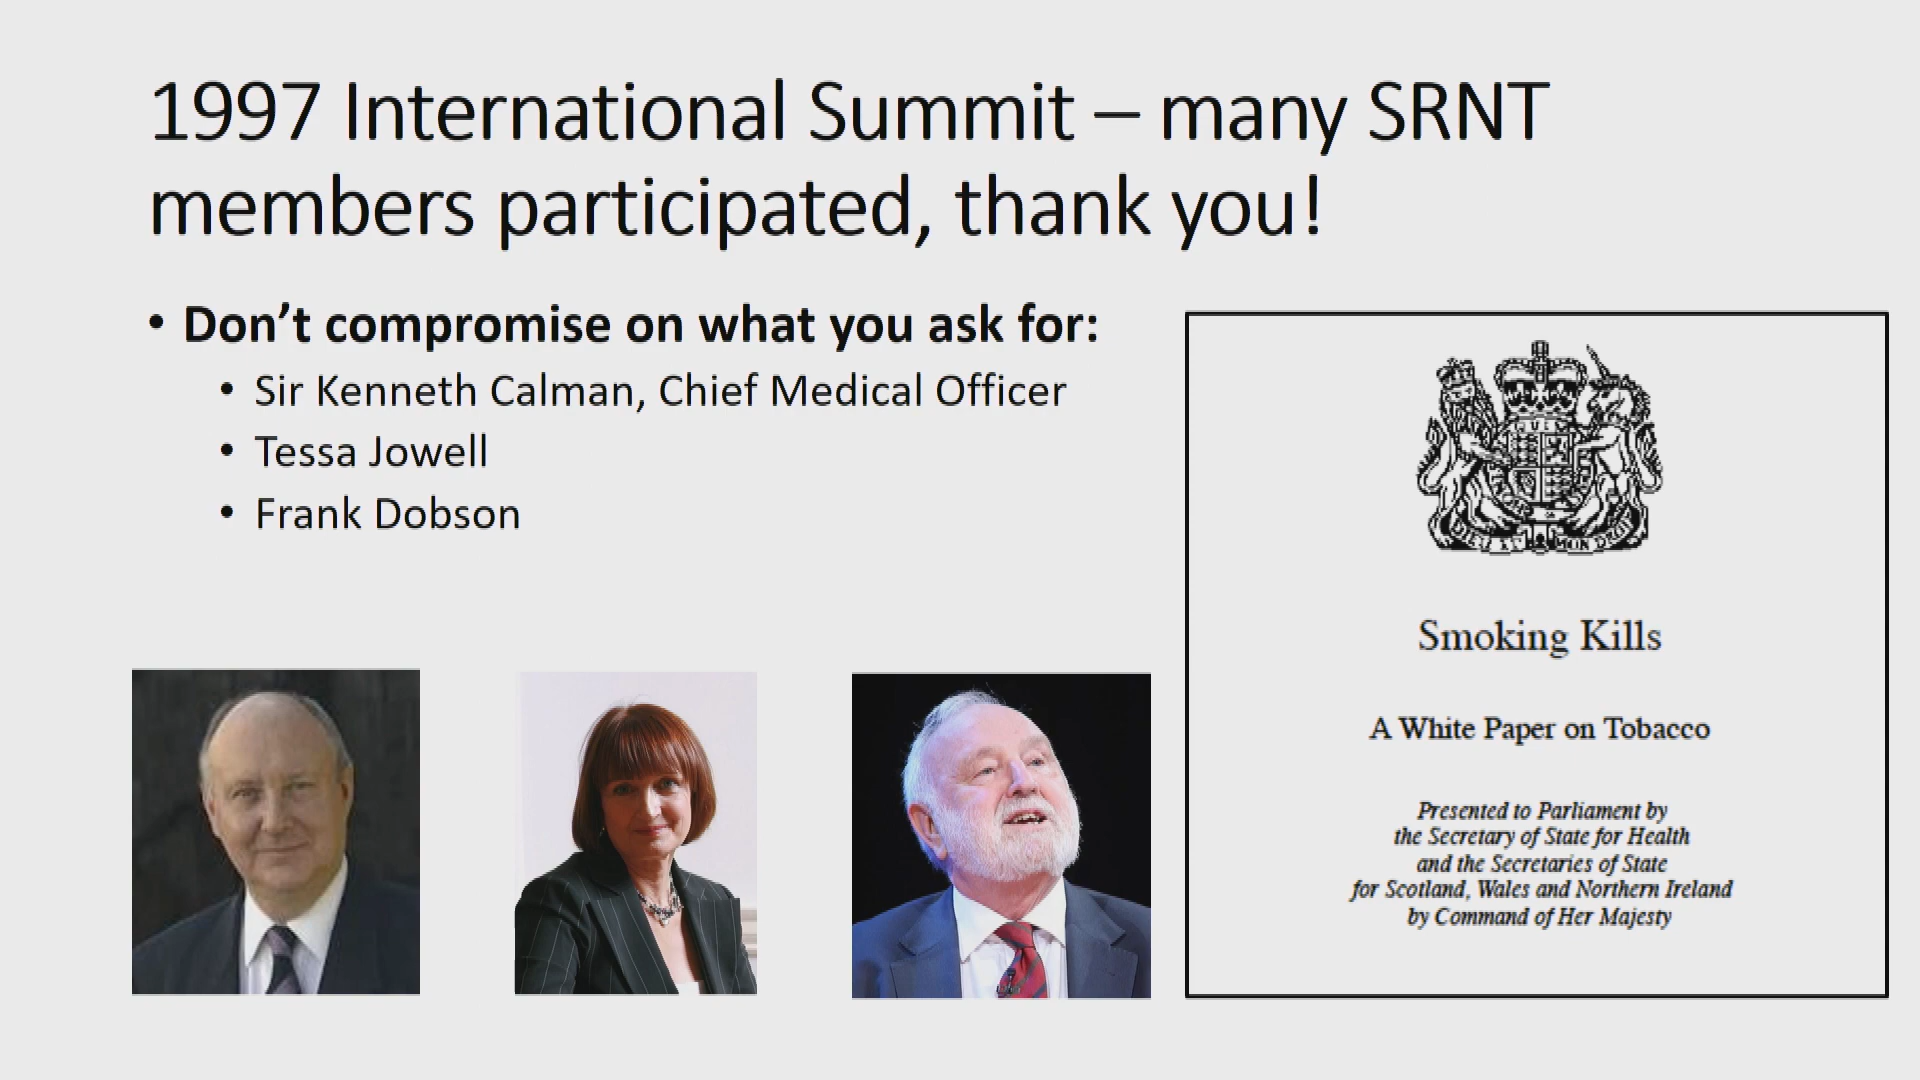 1997 International Summit – many SRNT
members participated, thank you!
• Don’t compromise on what you ask for:
• Sir Kenneth Calman, Chief Medical Officer
• Tessa Jowell
• Frank Dobson
Smoking Kills
A White Paper on Tobacco
Presented to Parliament by
the Secretary of State for Health
and the Secretaries of State
for Scotland, Wales and Northern Ireland
by Command of Her Majesty